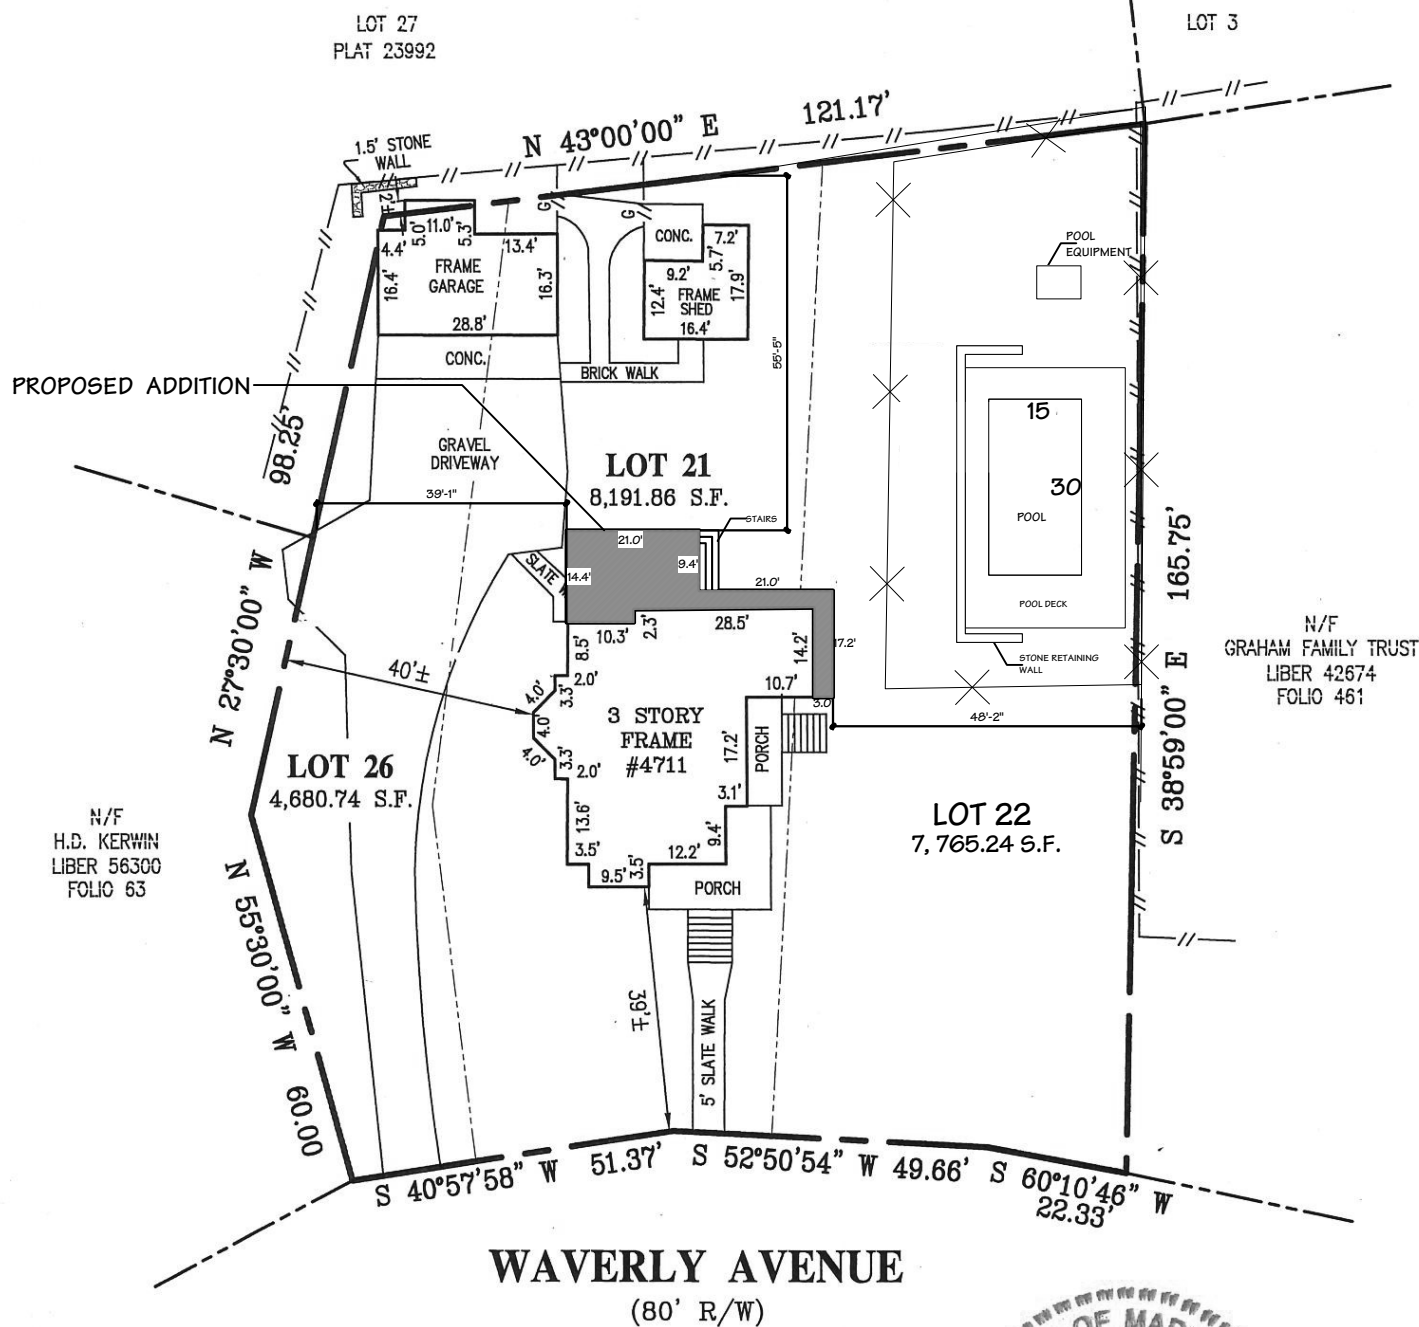 LOT 27
PLAT 23992
LOT 3
N 43°00'00" E 121.17'
1.5' STONE
WALL
.2'±
G
G
11.0'
5.0'
5.3'
4.4'
13.4'
16.4'
FRAME
GARAGE
16.3'
28.8'
CONC.
CONC.
7.2'
5.7'
9.2'
12.4'
17.9'
FRAME
SHED
16.4'
BRICK WALK
POOL
EQUIPMENT
55'-5"
PROPOSED ADDITION
98.25'
GRAVEL
DRIVEWAY
LOT 21
8,191.86 S.F.
39'-1"
15
30
POOL
POOL DECK
STONE RETAINING
WALL
STAIRS
21.0'
9.4'
14.4'
SLATE
21.0'
10.3'
2.3'
28.5'
14.2'
17.2'
8.5'
2.0'
3.3'
4.0'
4.0'
4.0'
3.3'
2.0'
10.7'
3.0'
48'-2"
40'±
N 27°30'00" W
3 STORY
FRAME
#4711
17.2'
PORCH
3.1'
9.4'
13.6'
3.5'
9.5'
3.5'
12.2'
PORCH
LOT 26
4,680.74 S.F.
LOT 22
7,765.24 S.F.
S 38°59'00" E 165.75'
N/F
GRAHAM FAMILY TRUST
LIBER 42674
FOLIO 461
N/F
H.D. KERWIN
LIBER 56300
FOLIO 63
N 55°30'00" W 60.00
39'±
5' SLATE WALK
S 40°57'58" W 51.37'
S 52°50'54" W 49.66'
S 60°10'46" W
22.33'
WAVERLY AVENUE
(80' R/W)
OF